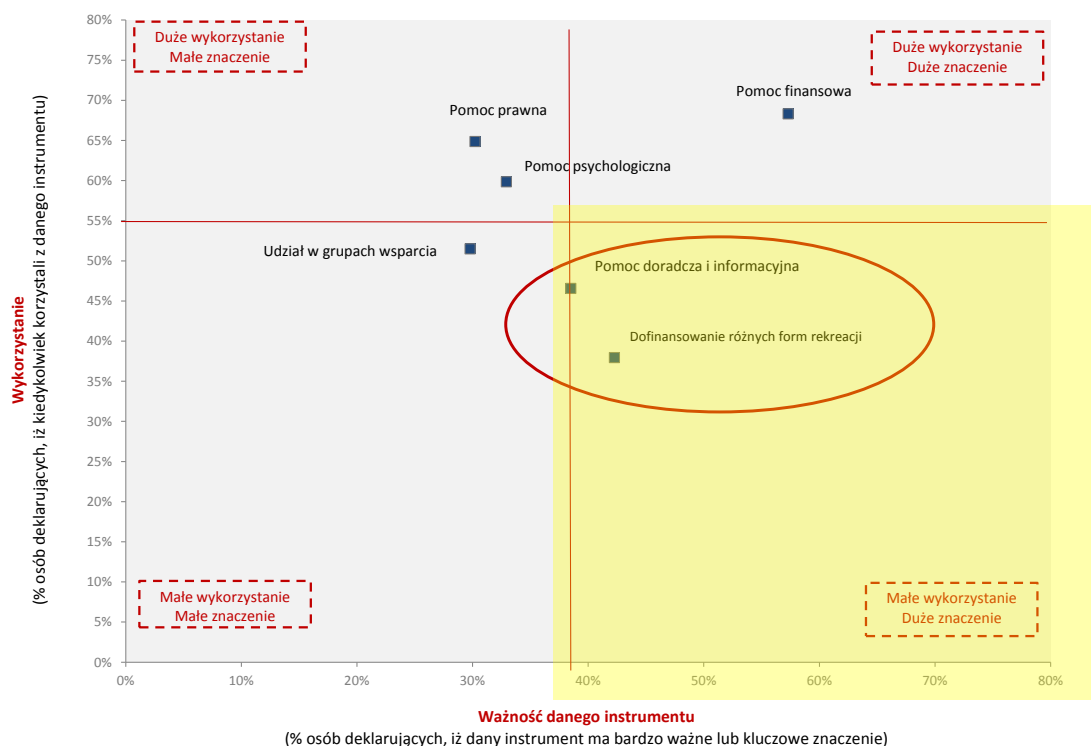 80%
75%
70%
65%
60%
55%
50%
45%
40%
35%
30%
25%
20%
15%
10%
5%
0%
Wykorzystanie
(% osób deklarujących, iż kiedykolwiek korzystali z danego instrumentu)
Duże wykorzystanie
Małe znaczenie
Duże wykorzystanie
Duże znaczenie
Pomoc finansowa
Pomoc prawna
Pomoc psychologiczna
Udział w grupach wsparcia
Pomoc doradcza i informacyjna
Dofinansowanie różnych form rekreacji
Małe wykorzystanie
Małe znaczenie
Małe wykorzystanie
Duże znaczenie
0% 10% 20% 30% 40% 50% 60% 70% 80%
Ważność danego instrumentu
(% osób deklarujących, iż dany instrument ma bardzo ważne lub kluczowe znaczenie)